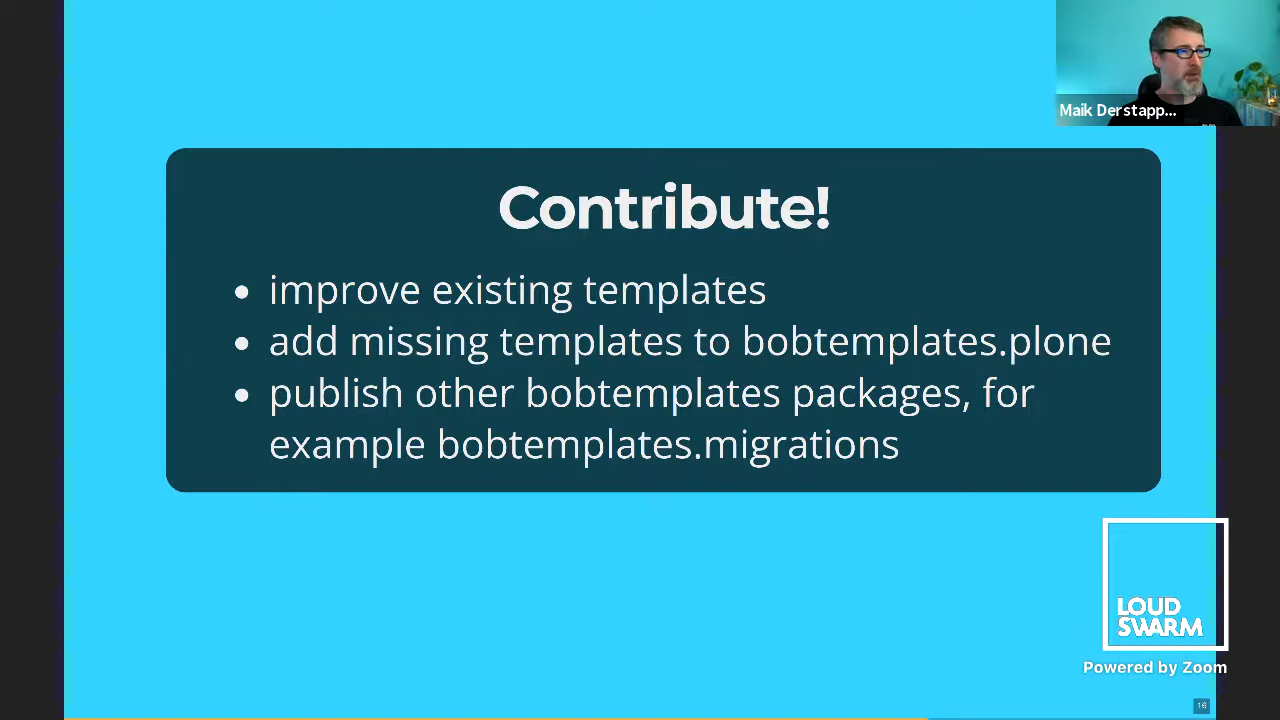 Maik Derstapp...
Contribute!
• improve existing templates
• add missing templates to bobtemplates.plone
• publish other bobtemplates packages, for
example bobtemplates.migrations
LOUD
SWARM
Powered by Zoom
16